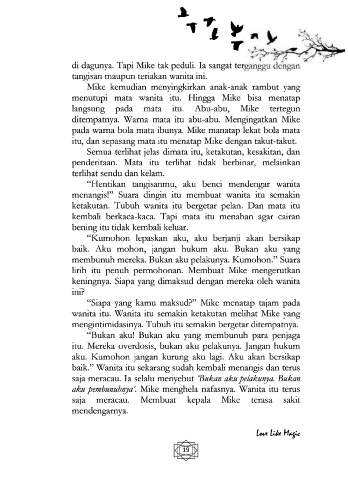 di dagunya. Tapi Mike tak peduli. Ia sangat terganggu dengan
tangisan maupun teriakan wanita ini.
Mike kemudian menyingkirkan anak-anak rambut yang
menutupi mata wanita itu. Hingga Mike bisa menatap
langsung pada mata itu. Abu-abu, Mike tertegun
ditempatnya. Warna mata itu abu-abu. Mengingatkan Mike
pada warna bola mata ibunya. Mike manatap lekat bola mata
itu, dan sepasang mata itu menatap Mike dengan takut-takut.
Semua terlihat jelas dimata itu, ketakutan, kesakitan, dan
penderitaan. Mata itu terlihat tidak berbinar, melainkan
terlihat sendu dan kelam.
“Hentikan tangisanmu, aku benci mendengar wanita
menangis!” Suara dingin itu membuat wanita itu semakin
ketakutan. Tubuh wanita itu bergetar pelan. Dan mata itu
kembali berkaca-kaca. Tapi mata itu menahan agar cairan
bening itu tidak kembali keluar.
“Kumohon lepaskan aku, aku berjanji akan bersikap
baik. Aku mohon, jangan hukum aku. Bukan aku yang
membunuh mereka. Bukan aku pelakunya. Kumohon.” Suara
lirih itu penuh permohonan. Membuat Mike mengerutkan
keningnya. Siapa yang dimaksud dengan mereka oleh wanita
ini?
“Siapa yang kamu maksud?” Mike menatap tajam pada
wanita itu. Wanita itu semakin ketakutan melihat Mike yang
mengintimidasinya. Tubuh itu semakin bergetar ditempatnya.
“Bukan aku! Bukan aku yang membunuh para penjaga
itu. Mereka overdosis, bukan aku pelakunya. Jangan hukum
aku. Kumohon jangan kurung aku lagi. Aku akan bersikap
baik.” Wanita itu sekarang sudah kembali menangis dan terus
saja meracau. Ia selalu menyebut ‘Bukan aku pelakunya. Bukan
aku pembunuhnya’. Mike menghela nafasnya. Wanita itu terus
saja meracau. Membuat kepala Mike terasa sakit
mendengarnya.
Love Like Magic
19